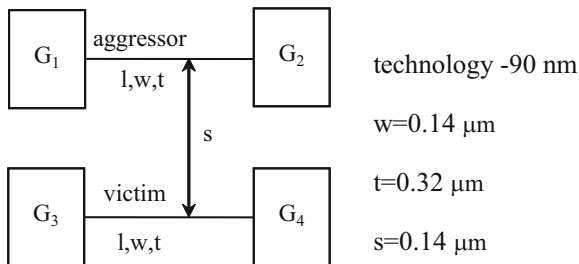 G1
aggressor
l,w,t
G2
s
G3
victim
l,w,t
G4
technology -90 nm
w=0.14 μm
t=0.32 μm
s=0.14 μm